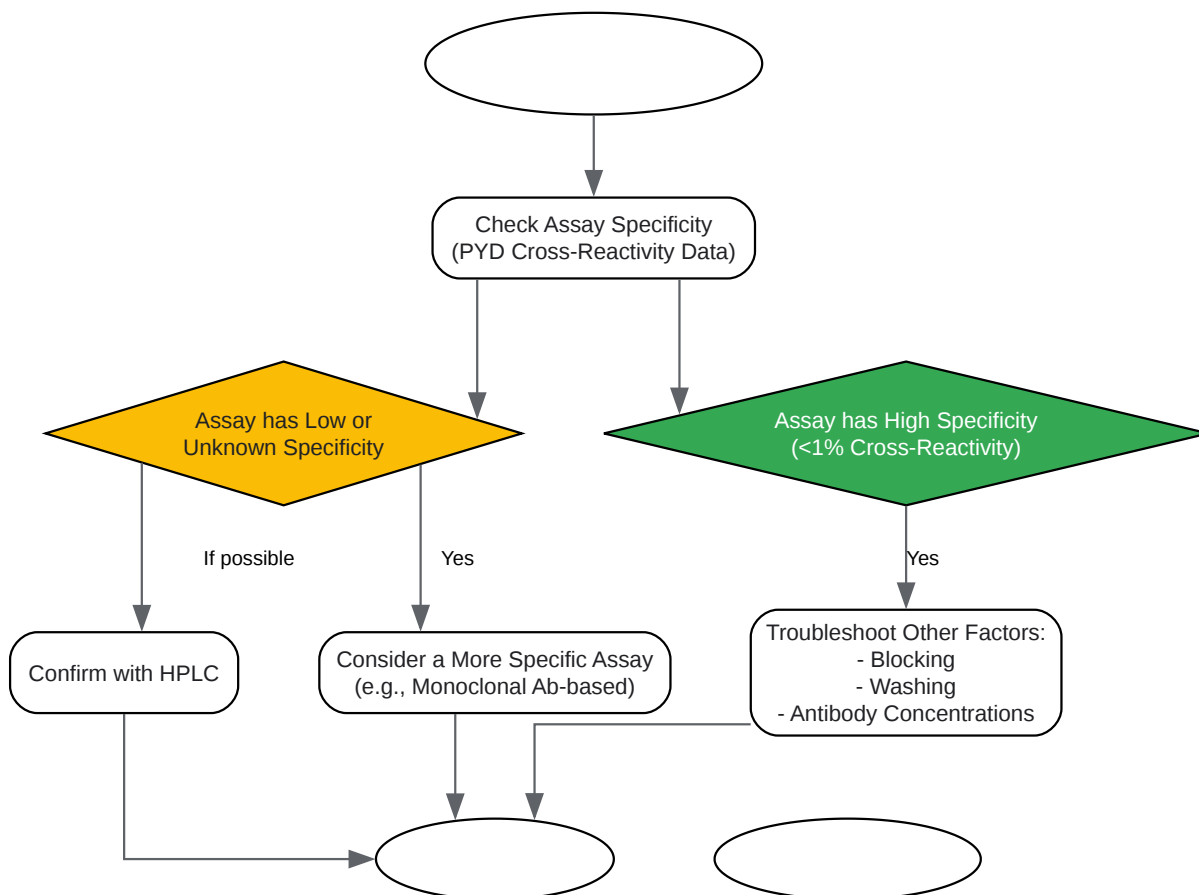 Check Assay Specificity
(PYD Cross-Reactivity Data)
Assay has Low or
Unknown Specificity
Assay has High Specificity
(<1% Cross-Reactivity)
If possible
Yes
Yes
Confirm with HPLC
Consider a More Specific Assay
(e.g., Monoclonal Ab-based)
Troubleshoot Other Factors:
- Blocking
- Washing
- Antibody Concentrations